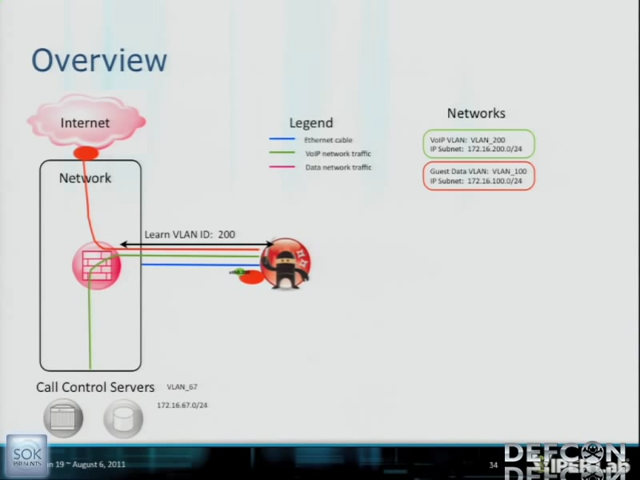 Overview
Internet
Network
Legend
Ethernet cable
VoIP network traffic
Data network traffic
Networks
VoIP VLAN: VLAN_200
IP Subnet: 172.16.200.0/24
Guest Data VLAN: VLAN_100
IP Subnet: 172.16.100.0/24
Learn VLAN ID: 200
Call Control Servers
VLAN_67
172.16.67.0/24
SOK
19 ~ August 6, 2011
34
DEFCON